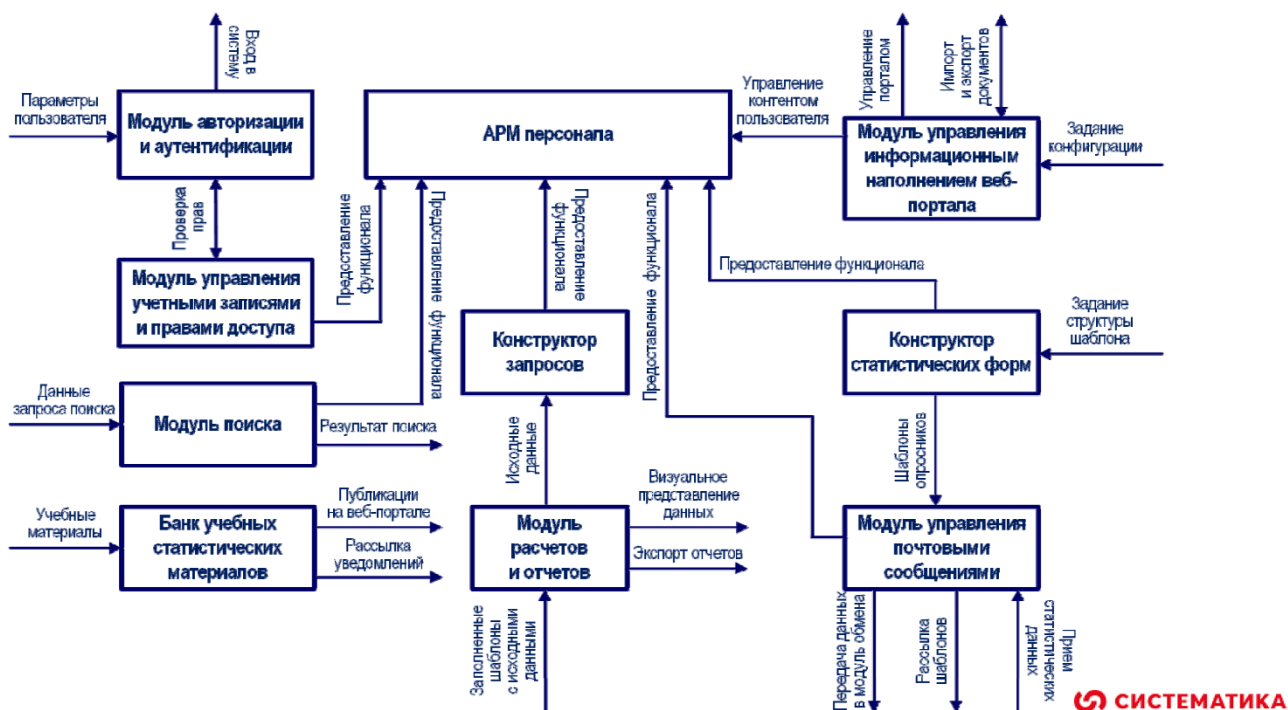 Вход в
систему
Параметры
пользователя
Модуль авторизации
и аутентификации
АРМ персонала
Управление
контентом
пользователя
Управление
порталом
Импорт
и экспорт
документов
Модуль управления
информационным
наполнением веб-
портала
Задание
конфигурации
Проверка
прав
Модуль управления
учетными записями
и правами доступа
Предоставление
функционала
Предоставление функционала
Предоставление
функционала
Предоставление функционала
Предоставление функционала
Конструктор
запросов
Конструктор
статистических форм
Задание
структуры
шаблона
Данные
запроса поиска
Модуль поиска
Результат поиска
Исходные
данные
Шаблоны
опросников
Учебные
материалы
Банк учебных
статистических
материалов
Публикации
на веб-портале
Рассылка
уведомлений
Модуль
расчетов
и отчетов
Визуальное
представление
данных
Экспорт отчетов
Модуль управления
почтовыми
сообщениями
Заполненные
шаблоны
с исходными
данными
Передача данных
в модуль обмена
Рассылка
шаблонов
Прием
статистических
данных
СИСТЕМАТИКА